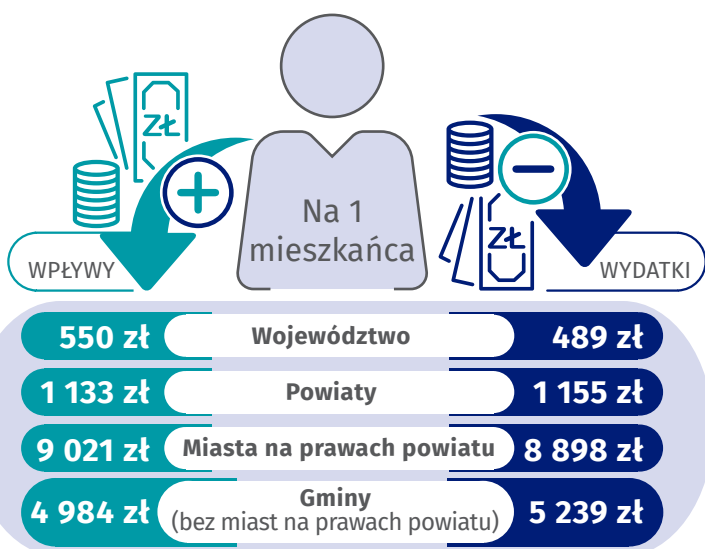 ZŁ
ZŁ
Na 1
mieszkańca
WPŁYWY
WYDATKI
550 zł Województwo 489 zł
1 133 zł Powiaty 1 155 zł
9 021 zł Miasta na prawach powiatu 8 898 zł
4 984 zł Gminy 5 239 zł
(bez miast na prawach powiatu)